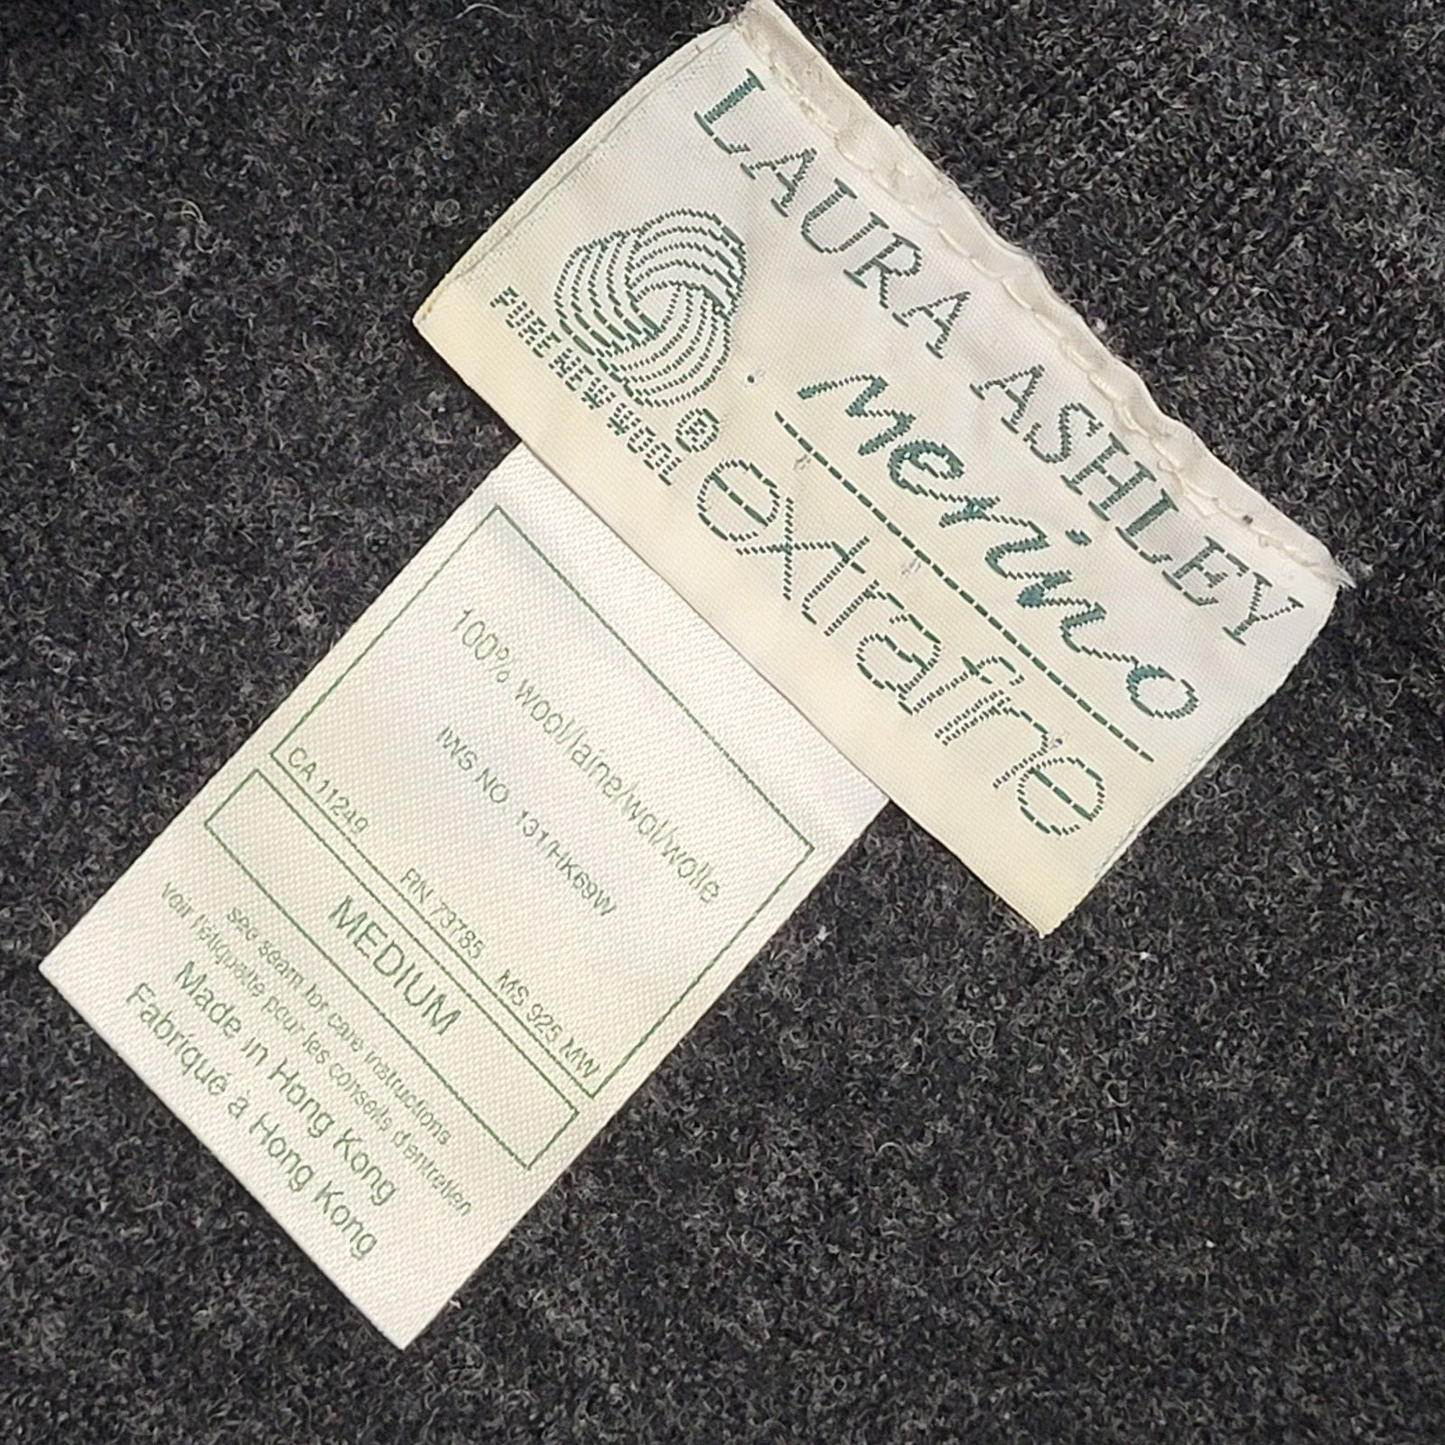 LAURA ASHLEY
merino
extrafine
PURE NEW WOOL
100% wool/laine/wol/wolle
IWS NO. 131/HK69W
CA 11249 RN 73785 MS 925 MW
MEDIUM
see seam for care instructions
voir l'étiquette pour les conseils d'entretien
Made in Hong Kong
Fabriqué à Hong Kong